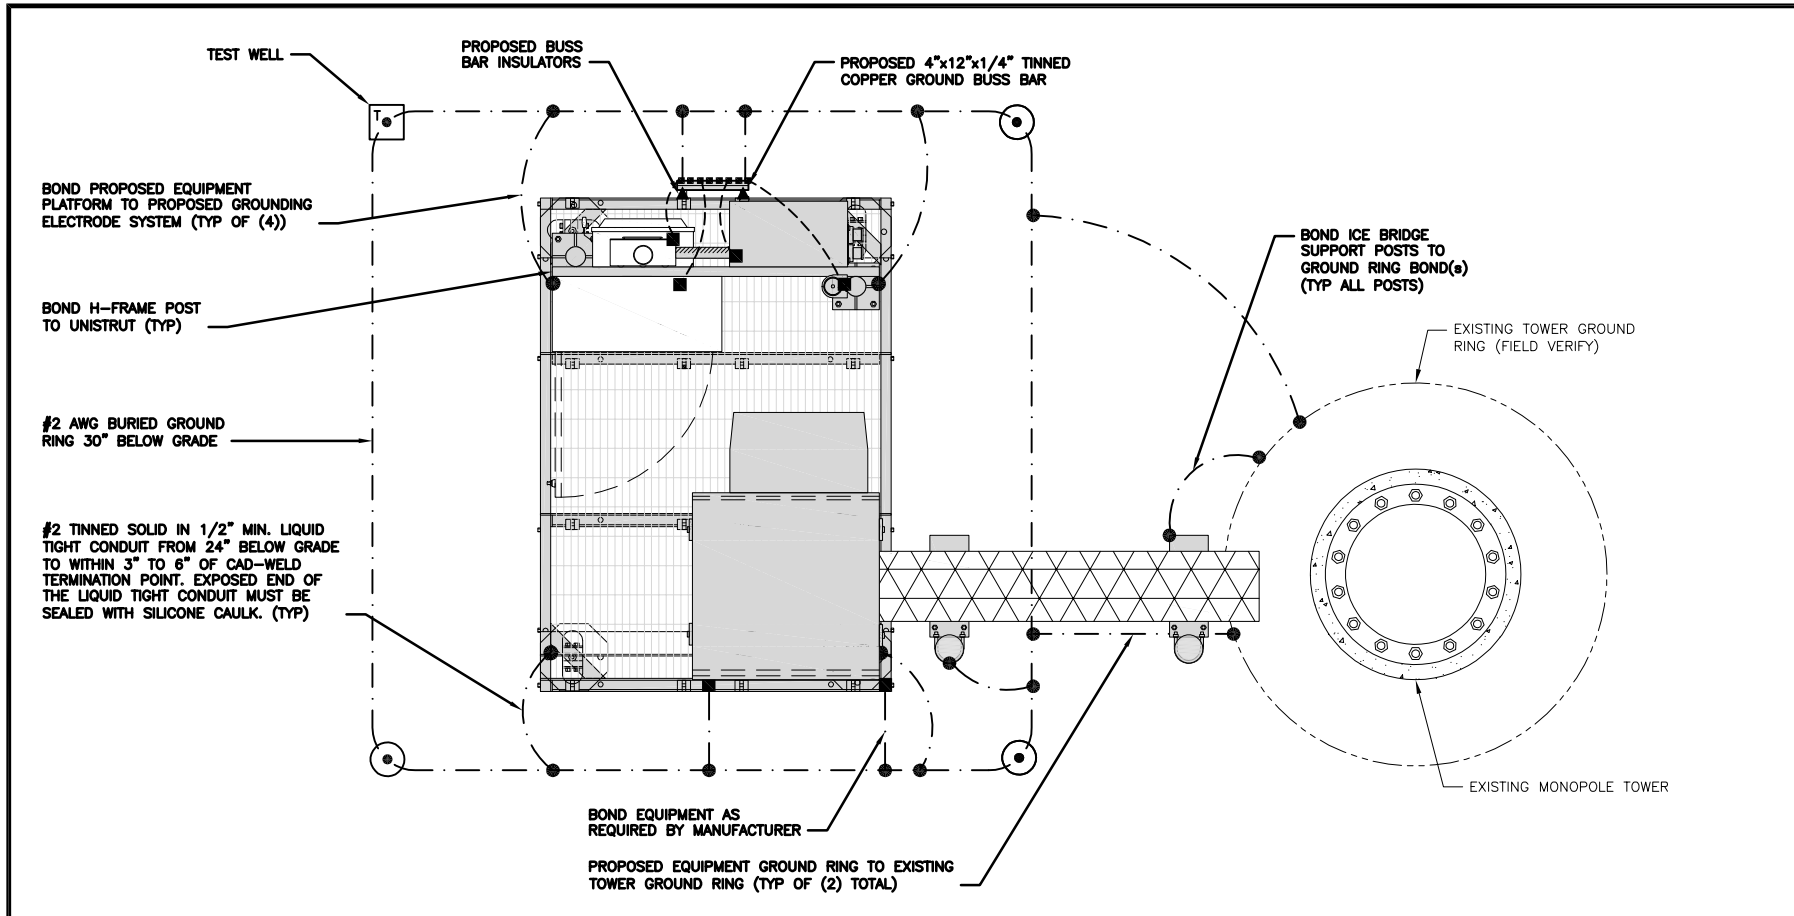 TEST WELL
PROPOSED BUSS
BAR INSULATORS
PROPOSED 4"x12"x1/4" TINNED
COPPER GROUND BUSS BAR
T
BOND PROPOSED EQUIPMENT
PLATFORM TO PROPOSED GROUNDING
ELECTRODE SYSTEM (TYP OF (4))
BOND ICE BRIDGE
SUPPORT POSTS TO
GROUND RING BOND(s)
(TYP ALL POSTS)
BOND H-FRAME POST
TO UNISTRUT (TYP)
EXISTING TOWER GROUND
RING (FIELD VERIFY)
#2 AWG BURIED GROUND
RING 30" BELOW GRADE
#2 TINNED SOLID IN 1/2" MIN. LIQUID
TIGHT CONDUIT FROM 24" BELOW GRADE
TO WITHIN 3" TO 6" OF CAD-WELD
TERMINATION POINT. EXPOSED END OF
THE LIQUID TIGHT CONDUIT MUST BE
SEALED WITH SILICONE CAULK. (TYP)
EXISTING MONOPOLE TOWER
BOND EQUIPMENT AS
REQUIRED BY MANUFACTURER
PROPOSED EQUIPMENT GROUND RING TO EXISTING
TOWER GROUND RING (TYP OF (2) TOTAL)